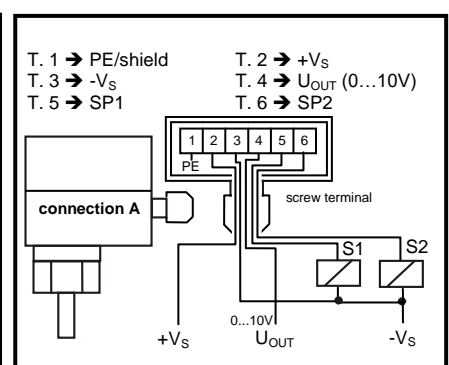 T. 1 ➔ PE/shield T. 2 ➔ +VS
T. 3 ➔ -VS T. 4 ➔ UOUT (0...10V)
T. 5 ➔ SP1 T. 6 ➔ SP2
1 2 3 4 5 6
PE
connection A
screw terminal
S1 S2
0...10V
+VS UOUT -VS